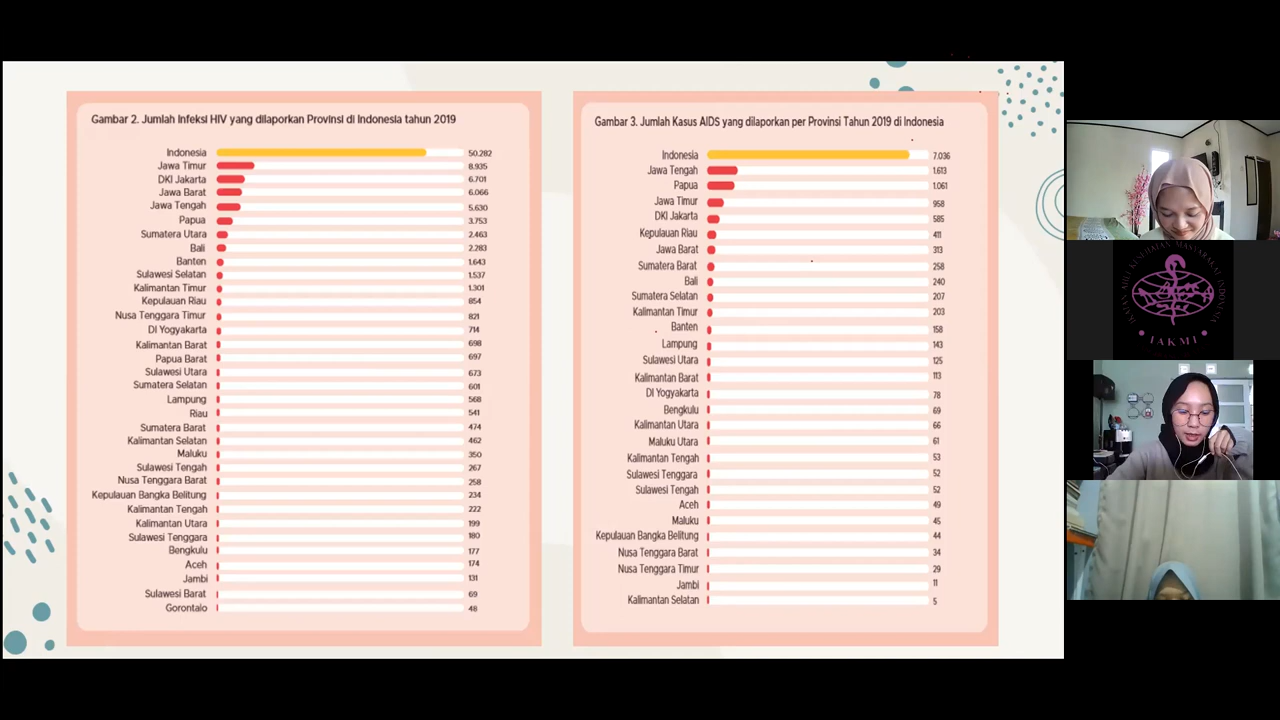 Gambar 2. Jumlah Infeksi HIV yang dilaporkan Provinsi di Indonesia tahun 2019
Indonesia 50.282
Jawa Timur 8.935
DKI Jakarta 6.701
Jawa Barat 6.066
Jawa Tengah 5.630
Papua 3.753
Sumatera Utara 2.463
Bali 2.283
Banten 1.643
Sulawesi Selatan 1.537
Kalimantan Timur 1.301
Kepulauan Riau 854
Nusa Tenggara Timur 821
DI Yogyakarta 714
Kalimantan Barat 698
Papua Barat 697
Sulawesi Utara 673
Sumatera Selatan 601
Lampung 568
Riau 541
Sumatera Barat 474
Kalimantan Selatan 462
Maluku 350
Sulawesi Tengah 267
Nusa Tenggara Barat 258
Kepulauan Bangka Belitung 234
Kalimantan Tengah 222
Kalimantan Utara 199
Sulawesi Tenggara 180
Bengkulu 177
Aceh 174
Jambi 131
Sulawesi Barat 69
Gorontalo 48
Gambar 3. Jumlah Kasus AIDS yang dilaporkan per Provinsi Tahun 2019 di Indonesia
Indonesia 7.036
Jawa Tengah 1.613
Papua 1.061
Jawa Timur 958
DKI Jakarta 585
Kepulauan Riau 411
Jawa Barat 313
Sumatera Barat 258
Bali 240
Sumatera Selatan 207
Kalimantan Timur 203
Banten 158
Lampung 143
Sulawesi Utara 125
Kalimantan Barat 113
DI Yogyakarta 78
Bengkulu 69
Kalimantan Utara 66
Maluku Utara 61
Kalimantan Tengah 53
Sulawesi Tenggara 52
Sulawesi Tengah 52
Aceh 49
Maluku 45
Kepulauan Bangka Belitung 44
Nusa Tenggara Barat 34
Nusa Tenggara Timur 29
Jambi 11
Kalimantan Selatan 5
IKATAN AHLI KESEHATAN MASYARAKAT INDONESIA
• IAKMI •